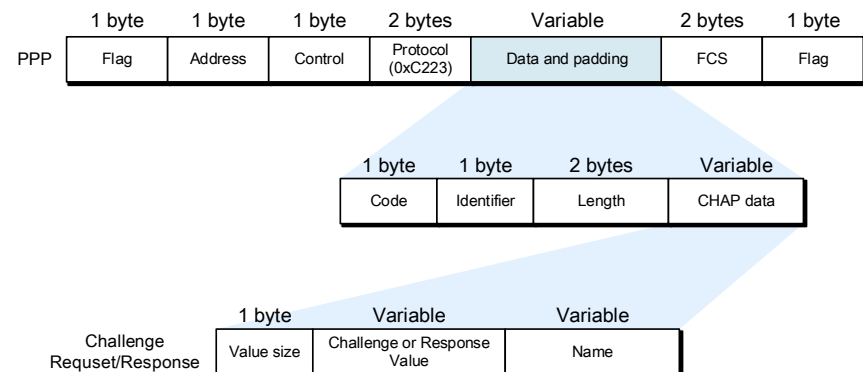 1 byte 1 byte 1 byte 2 bytes Variable 2 bytes 1 byte
PPP Flag Address Control Protocol (0xC223) Data and padding FCS Flag
1 byte 1 byte 2 bytes Variable
Code Identifier Length CHAP data
1 byte Variable Variable
Challenge Requset/Response Value size Challenge or Response Value Name